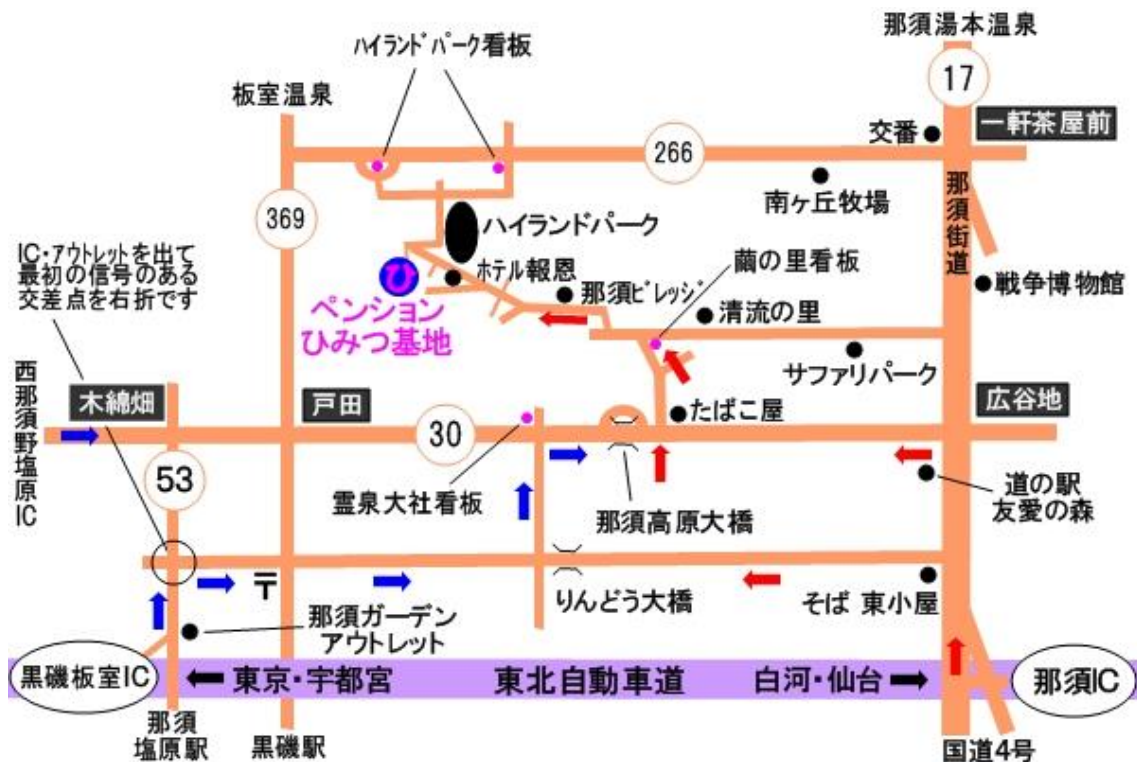 那須湯本温泉
ハイランドパーク看板
17
板室温泉
交番
一軒茶屋前
266
南ヶ丘牧場
那須街道
369
ハイランドパーク
IC・アウトレットを出て
最初の信号のある
交差点を右折です
ひ
ホテル報恩
繭の里看板
那須ビレッジ
戦争博物館
ペンション
ひみつ基地
清流の里
サファリパーク
西那須野塩原IC
木綿畑
戸田
たばこ屋
広谷地
30
53
霊泉大社看板
那須高原大橋
道の駅
友愛の森
〒
りんどう大橋
そば 東小屋
那須ガーデン
アウトレット
黒磯板室IC
東京・宇都宮
東北自動車道
白河・仙台
那須IC
那須
塩原駅
黒磯駅
国道4号